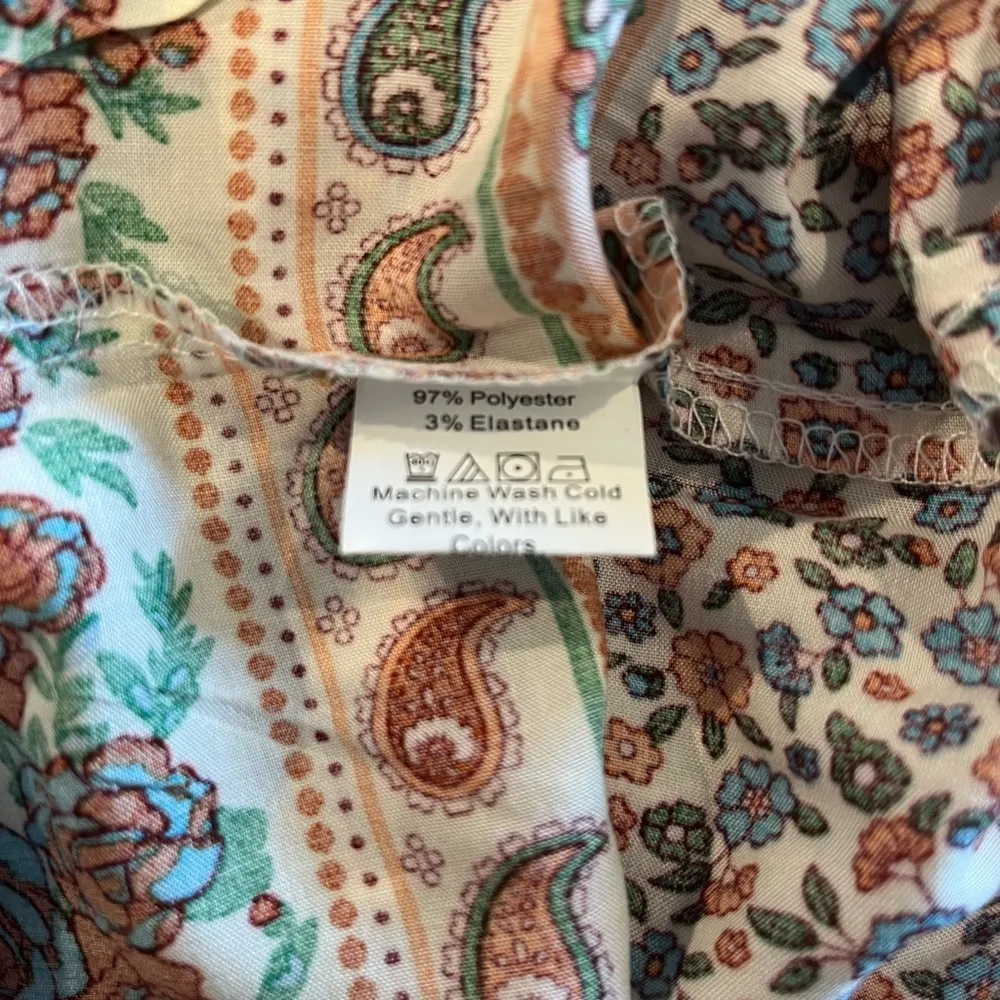 97% Polyester
3% Elastane
Machine Wash Cold
Gentle, With Like
Colors